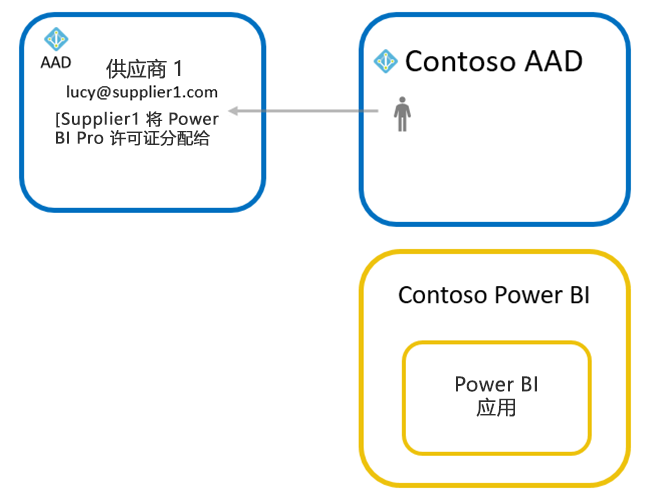 AAD
供应商 1
lucy@supplier1.com
[Supplier1 将 Power
BI Pro 许可证分配给
Contoso AAD
Contoso Power BI
Power BI
应用